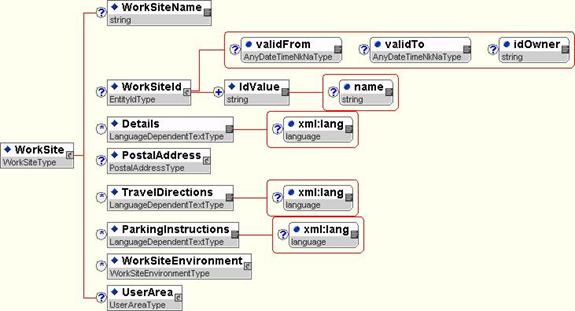 WorkSiteName
string
validFrom
AnyDateTimeNkNaType
validTo
AnyDateTimeNkNaType
idOwner
string
WorkSiteId
EntityIdType
IdValue
string
name
string
Details
LanguageDependentTextType
xml:lang
language
WorkSite
WorkSiteType
PostalAddress
PostalAddressType
TravelDirections
LanguageDependentTextType
xml:lang
language
ParkingInstructions
LanguageDependentTextType
xml:lang
language
WorkSiteEnvironment
WorkSiteEnvironmentType
UserArea
UserAreaType